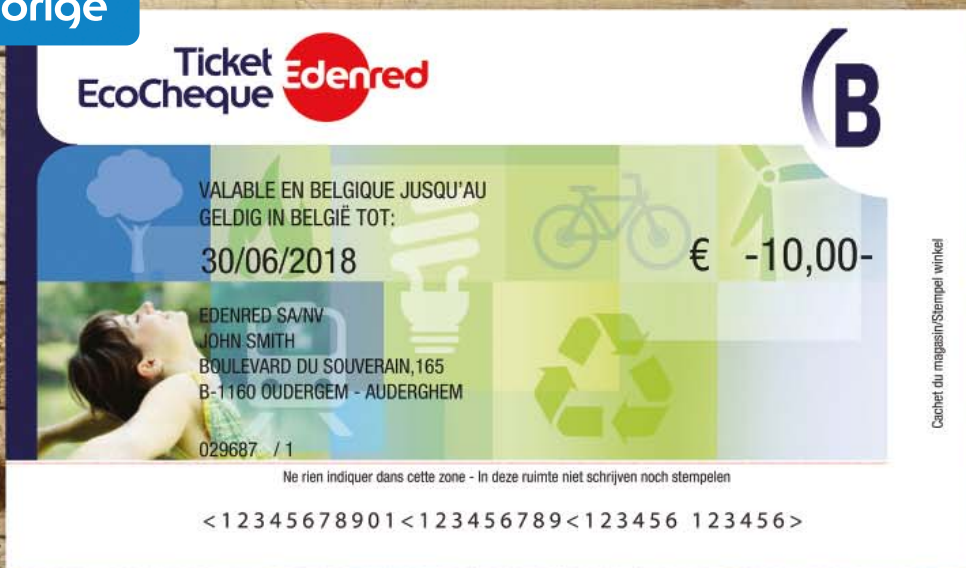 orige
Ticket
EcoCheque
Edenred
B
VALABLE EN BELGIQUE JUSQU'AU
GELDIG IN BELGIË TOT:
30/06/2018
€ -10,00-
EDENRED SA/NV
JOHN SMITH
BOULEVARD DU SOUVERAIN,165
B-1160 OUDERGEM - AUDERGHEM
029687 / 1
Cachet du magasin/Stempel winkel
Ne rien indiquer dans cette zone - In deze ruimte niet schrijven noch stempelen
<12345678901<123456789<123456 123456>